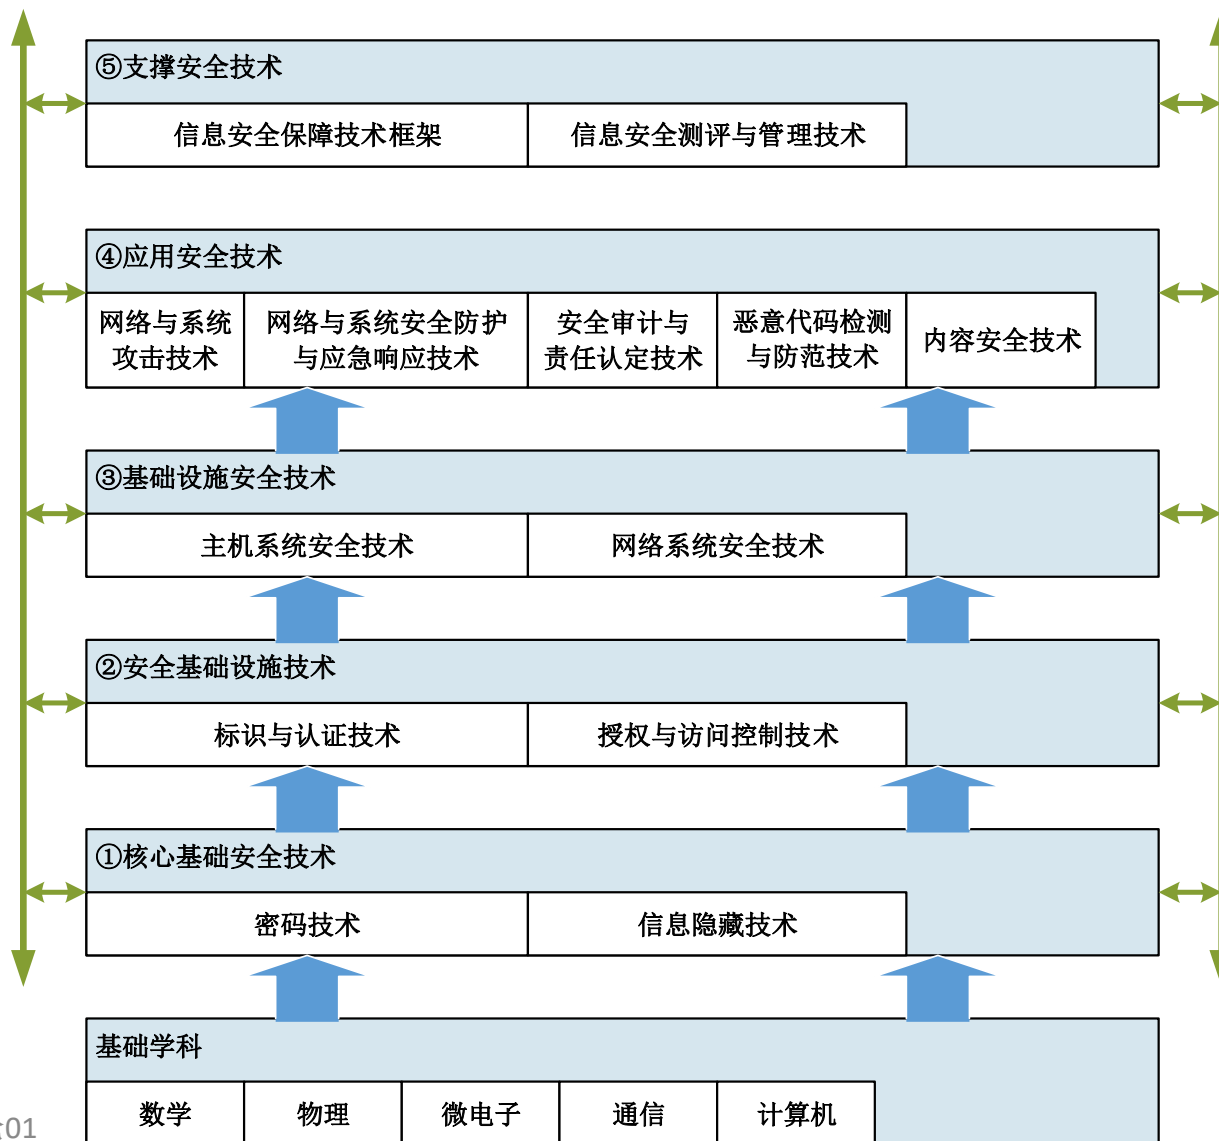 ⑤支撑安全技术
信息安全保障技术框架
信息安全测评与管理技术
④应用安全技术
网络与系统
攻击技术
网络与系统安全防护
与应急响应技术
安全审计与
责任认定技术
恶意代码检测
与防范技术
内容安全技术
③基础设施安全技术
主机系统安全技术
网络系统安全技术
②安全基础设施技术
标识与认证技术
授权与访问控制技术
①核心基础安全技术
密码技术
信息隐藏技术
基础学科
数学
物理
微电子
通信
计算机
01